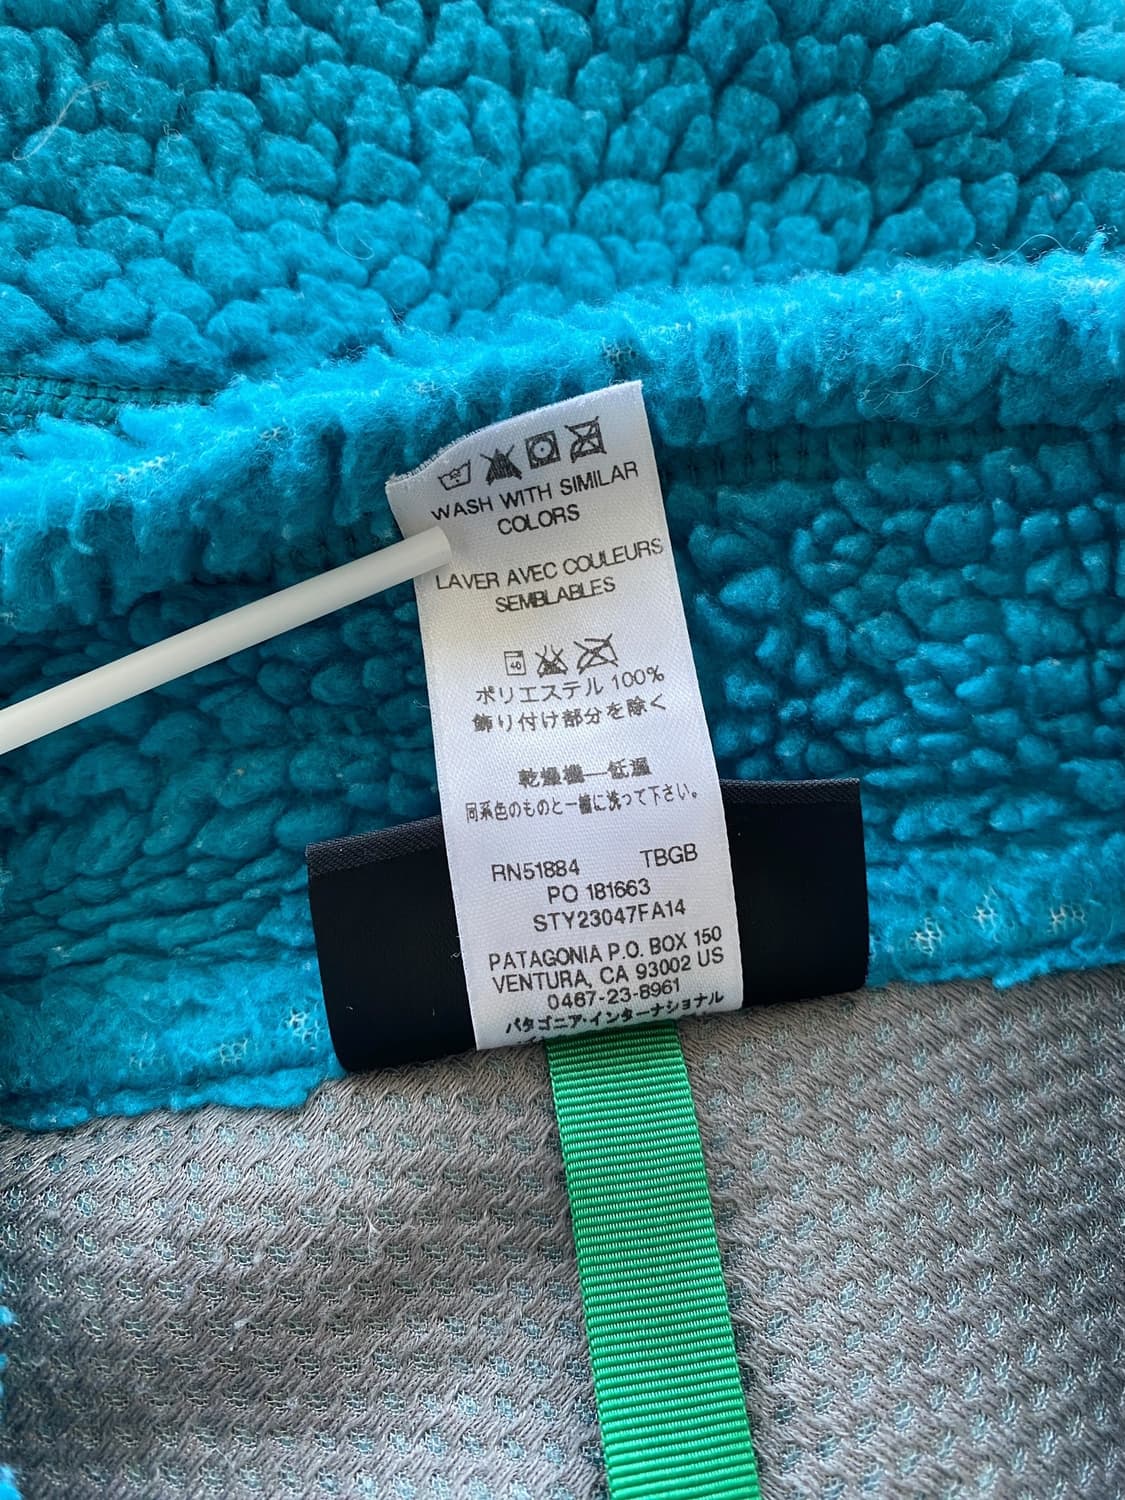 WASH WITH SIMILAR
COLORS
LAVER AVEC COULEURS
SEMBLABLES
40
ポリエステル 100%
飾り付け部分を除く
乾燥機—低温
同系色のものと一緒に洗って下さい。
RN51884 TBGB
PO 181663
STY23047FA14
PATAGONIA P.O. BOX 150
VENTURA, CA 93002 US
0467-23-8961
パタゴニア・インターナショナル